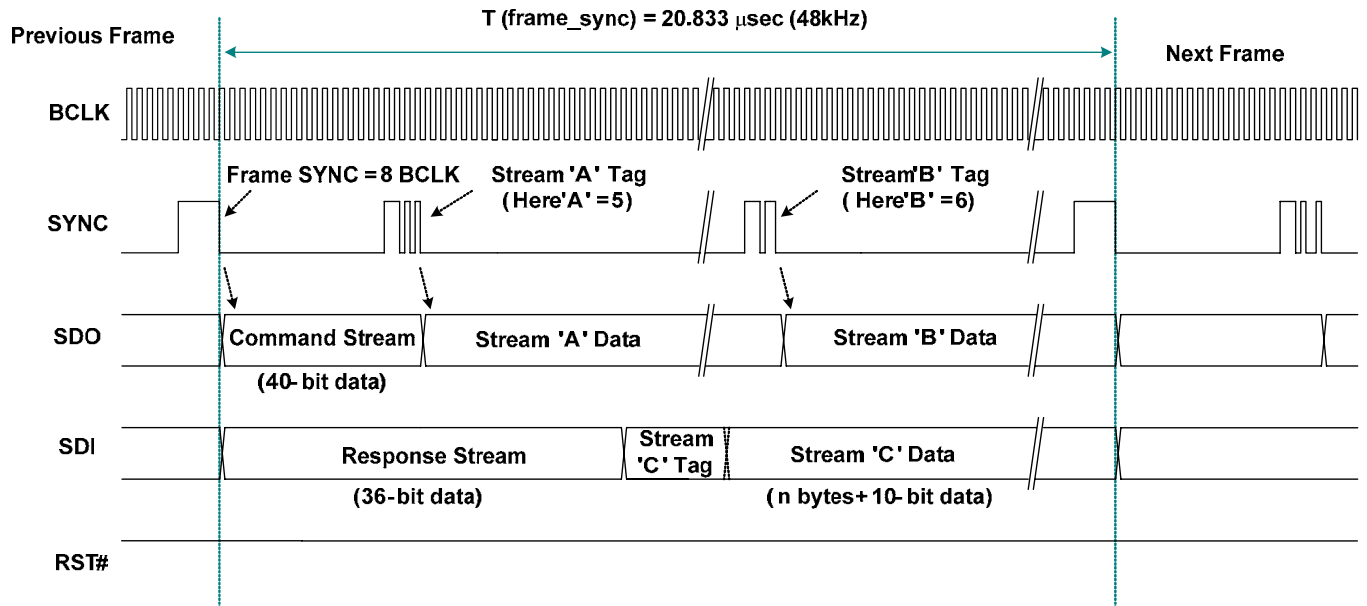 T (frame_sync) = 20.833 μsec (48kHz)
Previous Frame
Next Frame
BCLK
Frame SYNC = 8 BCLK
Stream 'A' Tag
(Here 'A' = 5)
Stream 'B' Tag
(Here 'B' = 6)
SYNC
SDO
Command Stream
Stream 'A' Data
Stream 'B' Data
(40-bit data)
SDI
Response Stream
Stream
'C' Tag
Stream 'C' Data
(36-bit data)
(n bytes+10-bit data)
RST#